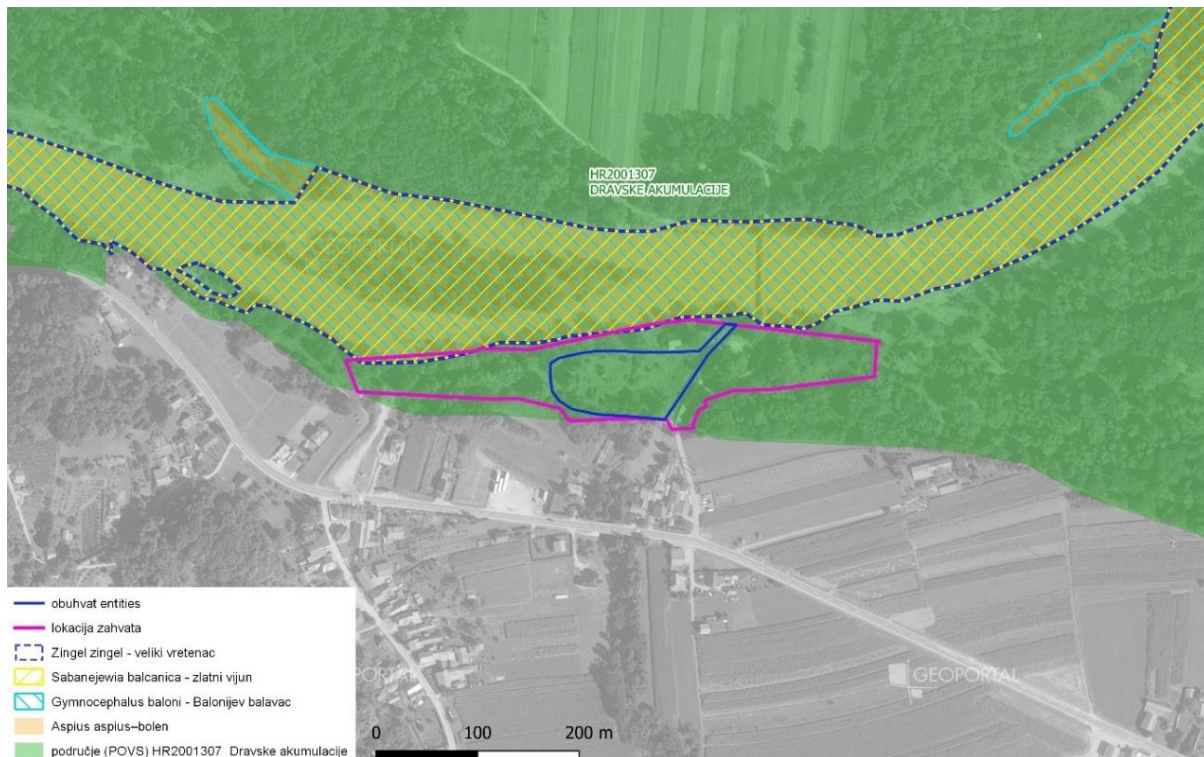 HR2001307
DRAVSKE AKUMULACIJE
GEOPORTAL
obuhvat entities
lokacija zahvata
Zingel zingel - veliki vretenac
Sabanejewia balcanica - zlatni vijun
Gymnocephalus baloni - Balonijev balavac
Aspius aspius–bolen
područje (POVS) HR2001307 Dravske akumulacije
PORTAL
GEOPORTAL
0 100 200 m